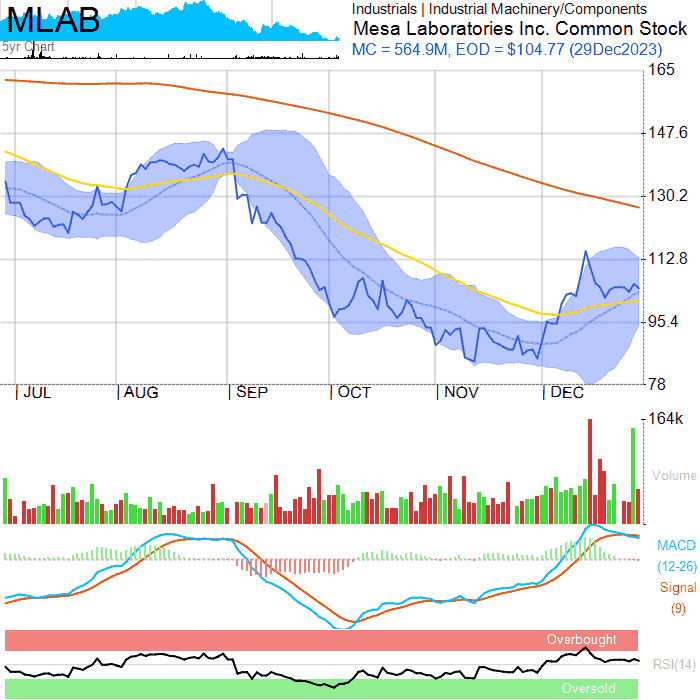 MLAB
5yr Chart
Industrials | Industrial Machinery/Components
Mesa Laboratories Inc. Common Stock
MC = 564.9M, EOD = $104.77 (29Dec2023)
165
147.6
130.2
112.8
95.4
78
JUL
AUG
SEP
OCT
NOV
DEC
164k
Volume
MACD
(12-26)
Signal
(9)
Overbought
RSI(14)
Oversold